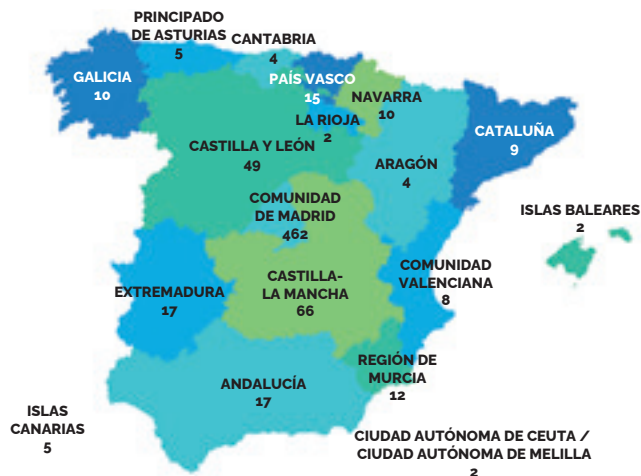 PRINCIPADO
DE ASTURIAS
5
CANTABRIA
4
GALICIA
10
PAÍS VASCO
15
NAVARRA
10
LA RIOJA
2
CATALUÑA
9
CASTILLA Y LEÓN
49
ARAGÓN
4
COMUNIDAD
DE MADRID
462
ISLAS BALEARES
2
EXTREMADURA
17
CASTILLA-
LA MANCHA
66
COMUNIDAD
VALENCIANA
8
REGIÓN DE
MURCIA
12
ANDALUCÍA
17
ISLAS
CANARIAS
5
CIUDAD AUTÓNOMA DE CEUTA /
CIUDAD AUTÓNOMA DE MELILLA
2